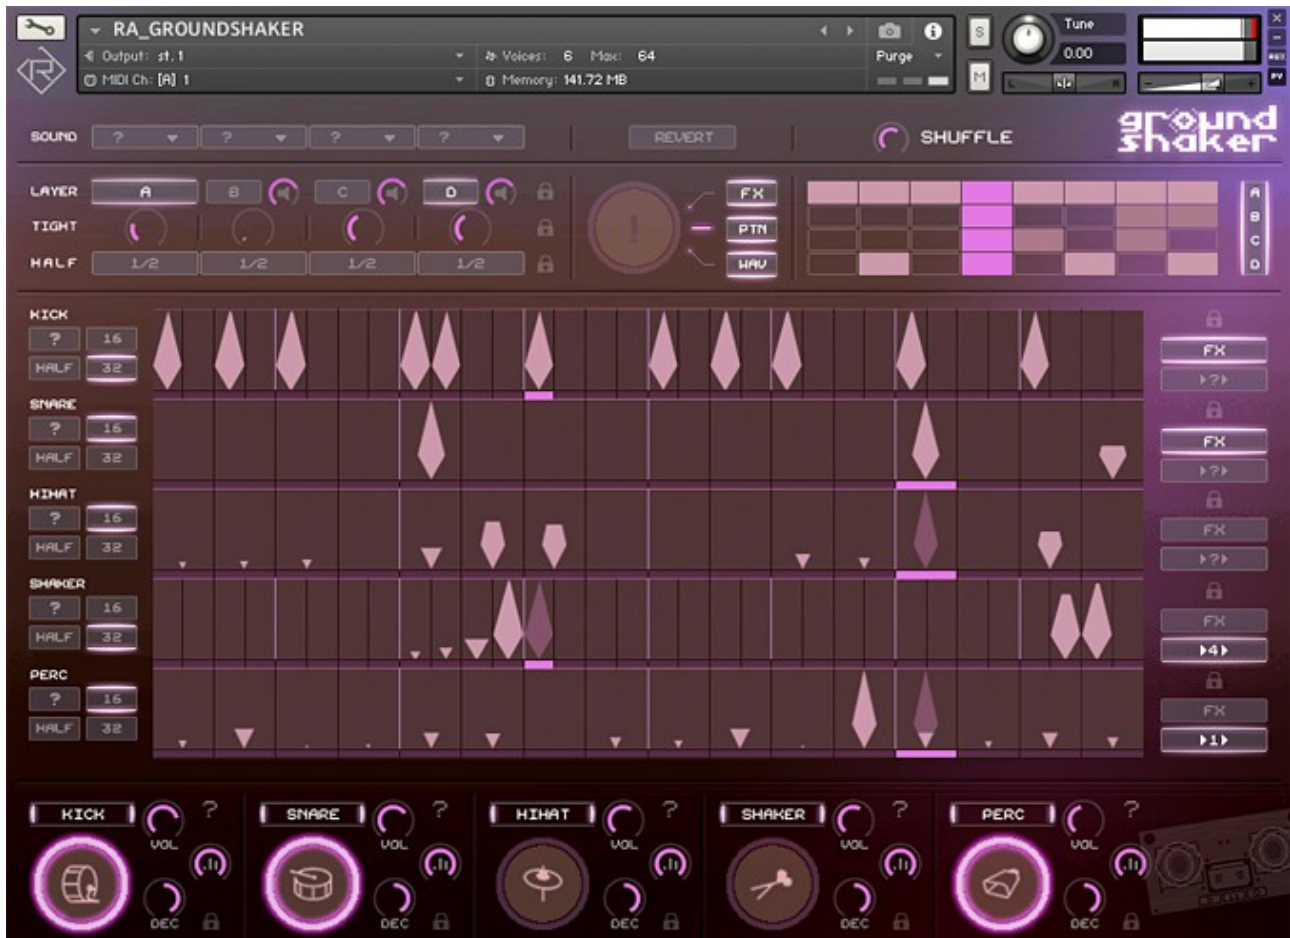 RA_GROUNDSHAKER
Output: st.1
Voices: 6 Max: 64
Purge
MIDI Ch: [A] 1
Memory: 141.72 MB
S
M
Tune
0.00
L R
- +
×
-
AUX
PV
R
SOUND ? ? ? ? REVERT SHUFFLE
ground
shaker
LAYER A B C D
TIGHT
HALF 1/2 1/2 1/2 1/2
!
FX
PTN
WAV
A
B
C
D
KICK
? 16
HALF 32
FX
?
SNARE
? 16
HALF 32
FX
?
HIHAT
? 16
HALF 32
FX
?
SHAKER
? 16
HALF 32
FX
4
PERC
? 16
HALF 32
FX
1
KICK ? VOL DEC
SNARE ? VOL DEC
HIHAT ? VOL DEC
SHAKER ? VOL DEC
PERC ? VOL DEC